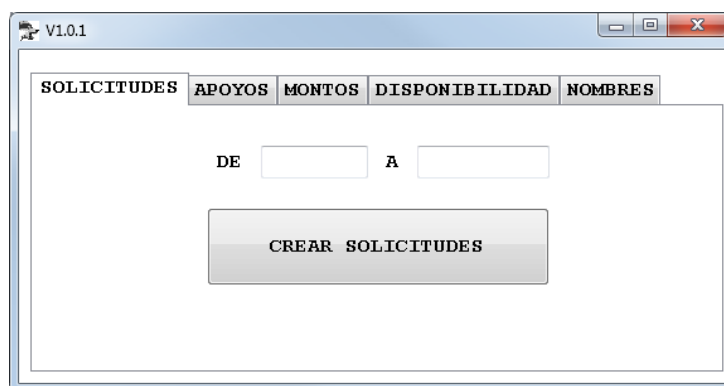 V1.0.1
SOLICITUDES APOYOS MONTOS DISPONIBILIDAD NOMBRES
DE A
CREAR SOLICITUDES